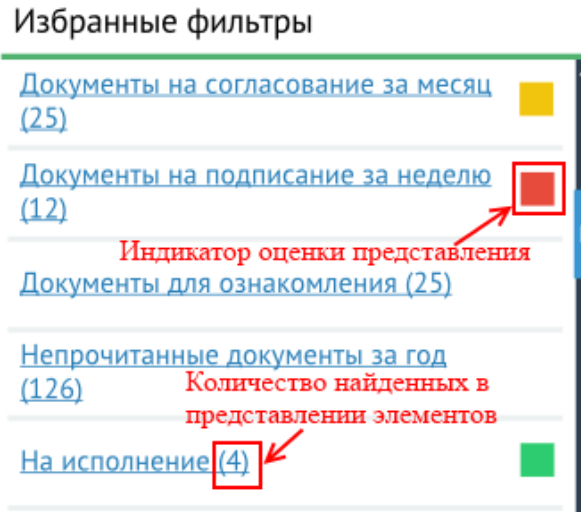 Избранные фильтры
Документы на согласование за месяц
(25)
Документы на подписание за неделю
(12)
Индикатор оценки представления
Документы для ознакомления (25)
Непрочитанные документы за год
(126)
Количество найденных в
представлении элементов
На исполнение (4)